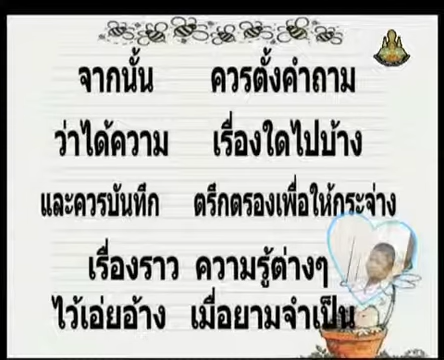 จากนั้น ควรตั้งคำถาม
ว่าได้ความ เรื่องใดไปบ้าง
และควรบันทึก ตรึกตรองเพื่อให้กระจ่าง
เรื่องราว ความรู้ต่างๆ
ไว้เอ่ยอ้าง เมื่อยามจำเป็น